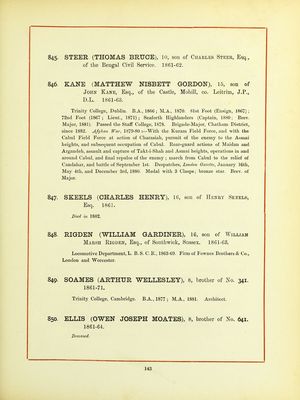 845. STEER (THOMAS BRUCE), 10, son of CHARLES STEER, Esq.,
of the Bengal Civil Service. 1861-62.
846. KANE (MATTHEW NISBETT GORDON), 15, son of
JOHN KANE, Esq., of the Castle, Mohill, co. Leitrim, J.P.,
D.L. 1861-63.
Trinity College, Dublin. B.A., 1866; M.A., 1870. 81st Foot (Ensign, 1867);
72nd Foot (1867; Lieut., 1871); Seaforth Highlanders (Captain, 1880; Brev.
Major, 1881). Passed the Staff College, 1878. Brigade-Major, Chatham District,
since 1882. Afghan War, 1879-80:—With the Kuram Field Force, and with the
Cabul Field Force at action of Charasiah, pursuit of the enemy to the Asmai
heights, and subsequent occupation of Cabul. Rear-guard actions of Maidan and
Argandeh, assault and capture of Takt-i-Shah and Asmai heights, operations in and
around Cabul, and final repulse of the enemy; march from Cabul to the relief of
Candahar, and battle of September 1st. Despatches, London Gazette, January 16th,
May 4th, and December 3rd, 1880. Medal with 3 Clasps; bronze star. Brev. of
Major.
847. SKEELS (CHARLES HENRY), 16, son of HENRY SKEELS,
Esq. 1861.
Died in 1882.
848. RIGDEN (WILLIAM GARDINER), 16, son of WILLIAM
MARSH RIGDEN, Esq., of Southwick, Sussex. 1861-63.
Locomotive Department, L. B. S. C. R., 1863-69. Firm of Fownes Brothers & Co.,
London and Worcester.
849. SOAMES (ARTHUR WELLESLEY), 8, brother of No. 341.
1861-71.
Trinity College, Cambridge. B.A., 1877; M.A., 1881. Architect.
850. ELLIS (OWEN JOSEPH MOATES), 8, brother of No. 641.
1861-64.
Deceased.
143